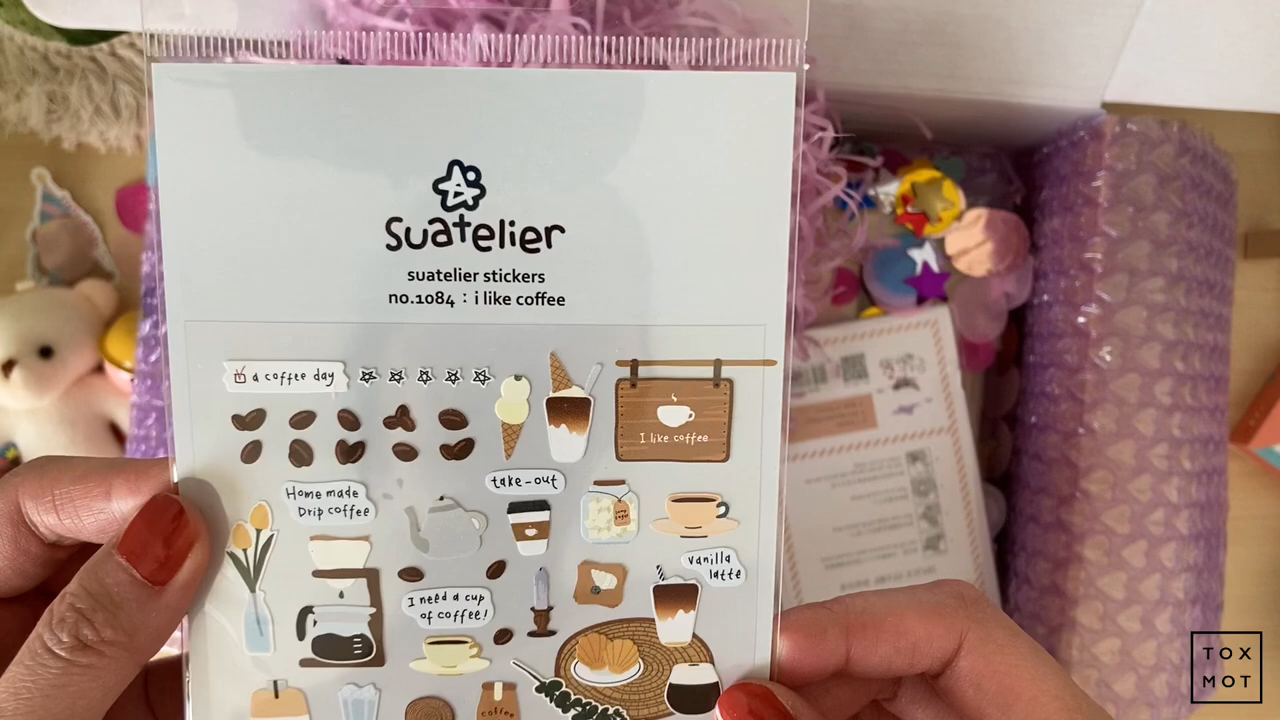 suatelier
suatelier stickers
no.1084 : i like coffee
a coffee day
I like coffee
take-out
Home made
Drip coffee
vanilla
latte
I need a cup
of coffee!
coffee
TOX
MOT